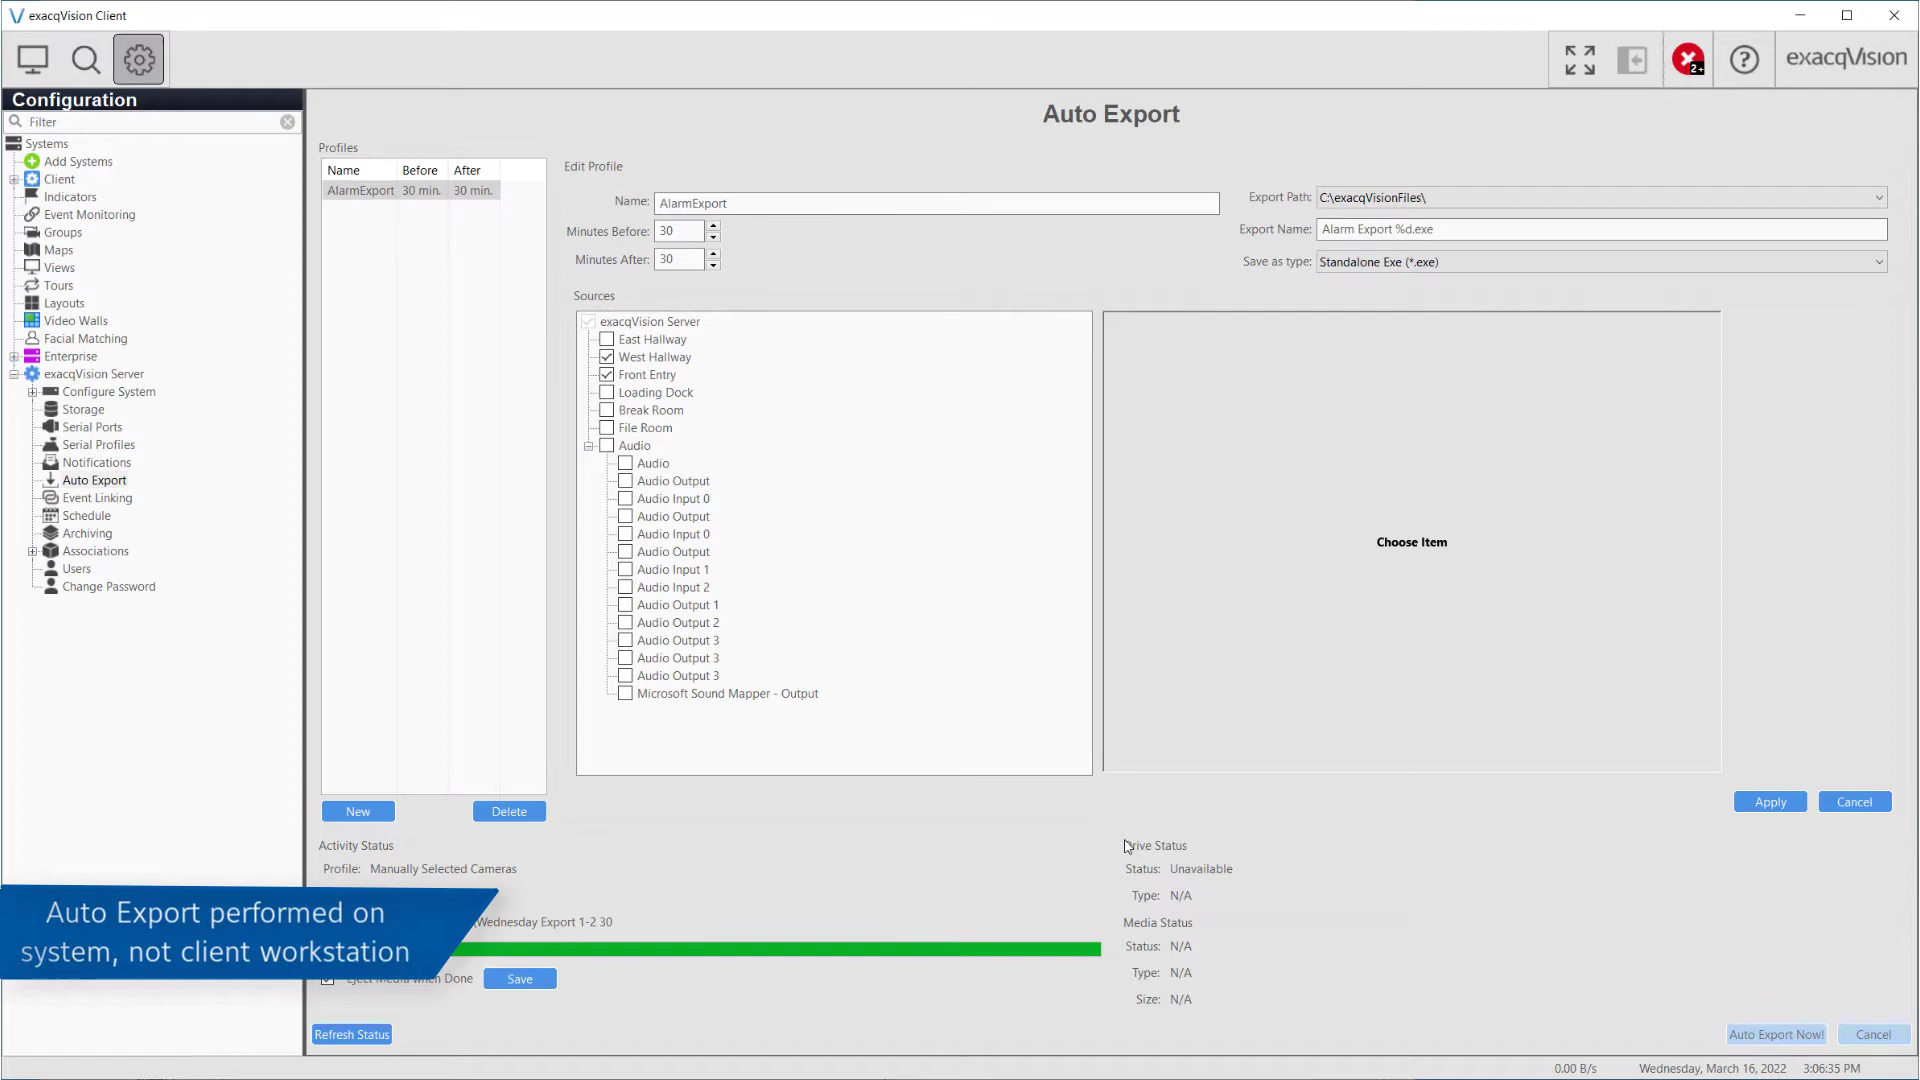 exacqVision Client
exacqVision
2+
Configuration
Filter
Systems
Add Systems
Client
Indicators
Event Monitoring
Groups
Maps
Views
Tours
Layouts
Video Walls
Facial Matching
Enterprise
exacqVision Server
Configure System
Storage
Serial Ports
Serial Profiles
Notifications
Auto Export
Event Linking
Schedule
Archiving
Associations
Users
Change Password
Auto Export
Profiles
Name Before After
AlarmExport 30 min. 30 min.
New Delete
Edit Profile
Name: AlarmExport
Minutes Before: 30
Minutes After: 30
Export Path: C:\exacqVisionFiles\
Export Name: Alarm Export %d.exe
Save as type: Standalone Exe (*.exe)
Sources
exacqVision Server
East Hallway
West Hallway
Front Entry
Loading Dock
Break Room
File Room
Audio
Audio
Audio Output
Audio Input 0
Audio Output
Audio Input 0
Audio Output
Audio Input 1
Audio Input 2
Audio Output 1
Audio Output 2
Audio Output 3
Audio Output 3
Audio Output 3
Microsoft Sound Mapper - Output
Choose Item
Apply Cancel
Activity Status
Profile: Manually Selected Cameras
Wednesday Export 1-2 30
Auto Export performed on
system, not client workstation
Eject Media when Done Save
Refresh Status
Drive Status
Status: Unavailable
Type: N/A
Media Status
Status: N/A
Type: N/A
Size: N/A
Auto Export Now! Cancel
0.00 B/s Wednesday, March 16, 2022 3:06:35 PM